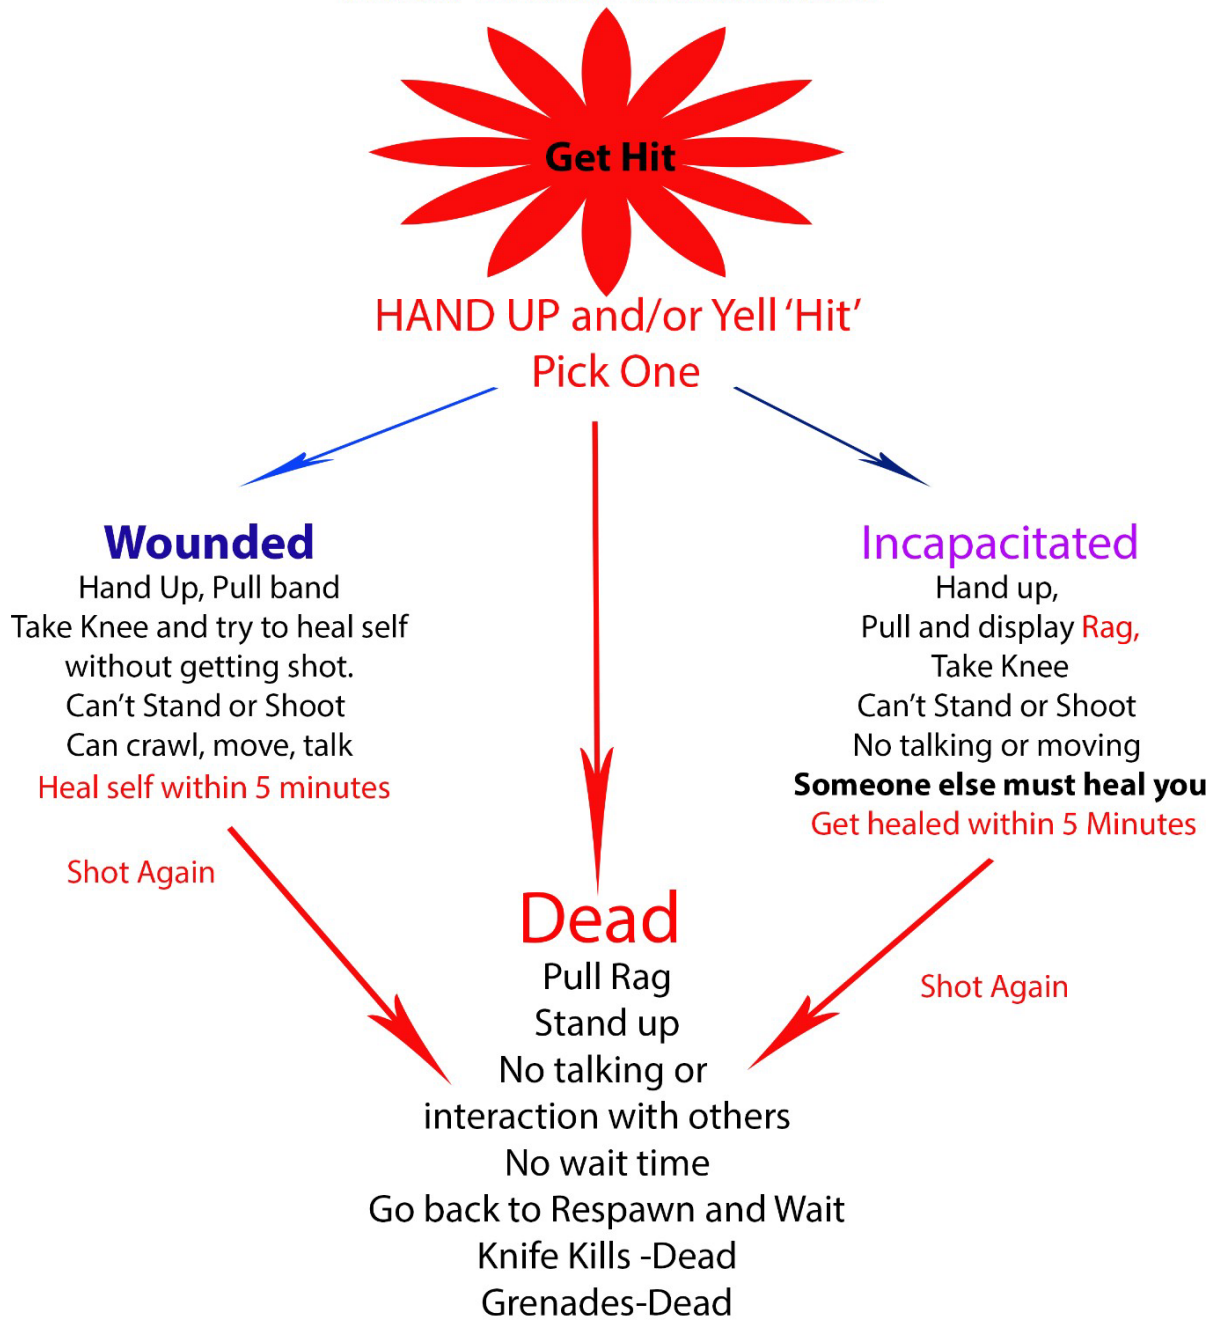 Get Hit
HAND UP and/or Yell ‘Hit’
Pick One
Wounded
Hand Up, Pull band
Take Knee and try to heal self
without getting shot.
Can’t Stand or Shoot
Can crawl, move, talk
Heal self within 5 minutes
Shot Again
Incapacitated
Hand up,
Pull and display Rag,
Take Knee
Can’t Stand or Shoot
No talking or moving
Someone else must heal you
Get healed within 5 Minutes
Shot Again
Dead
Pull Rag
Stand up
No talking or
interaction with others
No wait time
Go back to Respawn and Wait
Knife Kills -Dead
Grenades-Dead